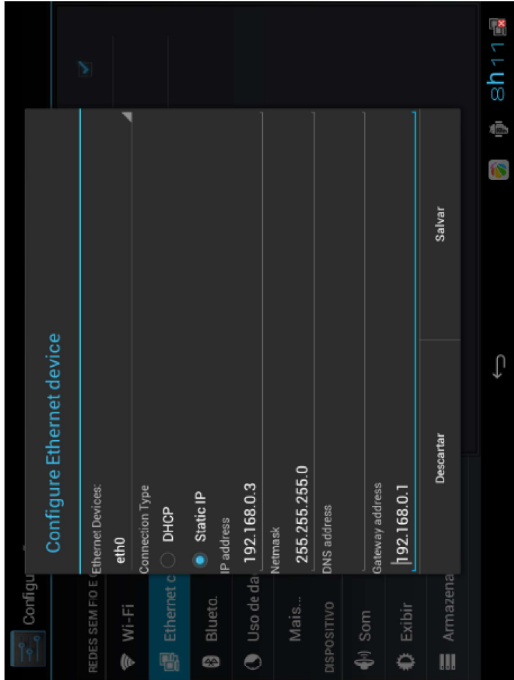 Configu
REDES SEM FIO E
Wi-Fi
Ethernet c
Blueto.
Uso de da
Mais...
DISPOSITIVO
Som
Exibir
Armazena
Configure Ethernet device
Ethernet Devices:
eth0
Connection Type
DHCP
Static IP
IP address
192.168.0.3
Netmask
255.255.255.0
DNS address
Gateway address
192.168.0.1
Descartar
Salvar
8h11